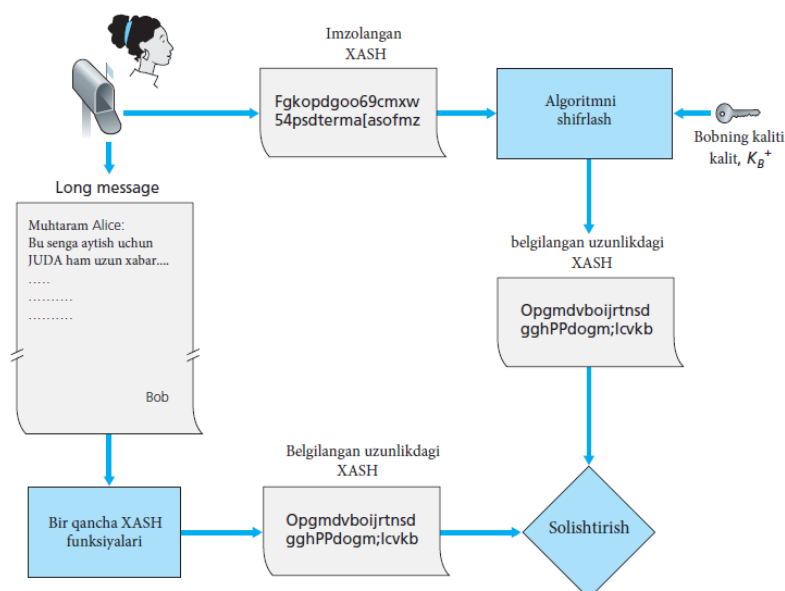 Imzolangan
XASH
Fgkopdgoo69cmxw
54psdterma[asofmz
Algoritmni
shifrlash
Bobning kaliti
kalit, K_B^+
Long message
Muhtaram Alice:
Bu senga aytish uchun
JUDA ham uzun xabar....
.....
..........
..........
Bob
belgilangan uzunlikdagi
XASH
Opgmdvboijrtnsd
gghPPdogm;lcvkb
Bir qancha XASH
funksiyalari
Belgilangan uzunlikdagi
XASH
Opgmdvboijrtnsd
gghPPdogm;lcvkb
Solishtirish